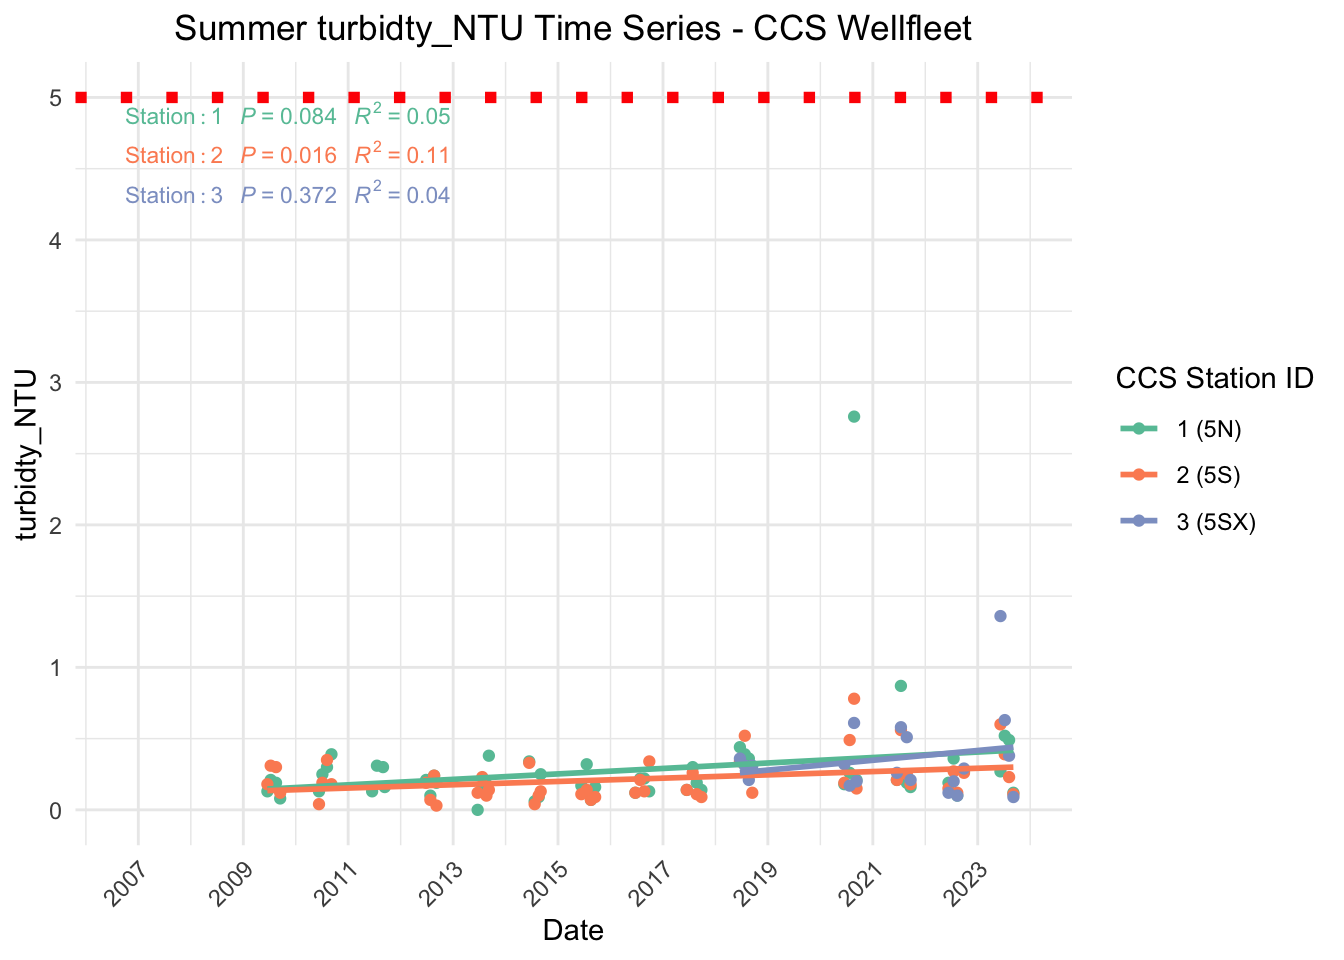 Summer turbidty_NTU Time Series - CCS Wellfleet
5
4
3
2
1
0
turbidty_NTU
Station: 1 P = 0.084 R² = 0.05
Station: 2 P = 0.016 R² = 0.11
Station: 3 P = 0.372 R² = 0.04
2007
2009
2011
2013
2015
2017
2019
2021
2023
Date
CCS Station ID
1 (5N)
2 (5S)
3 (5SX)